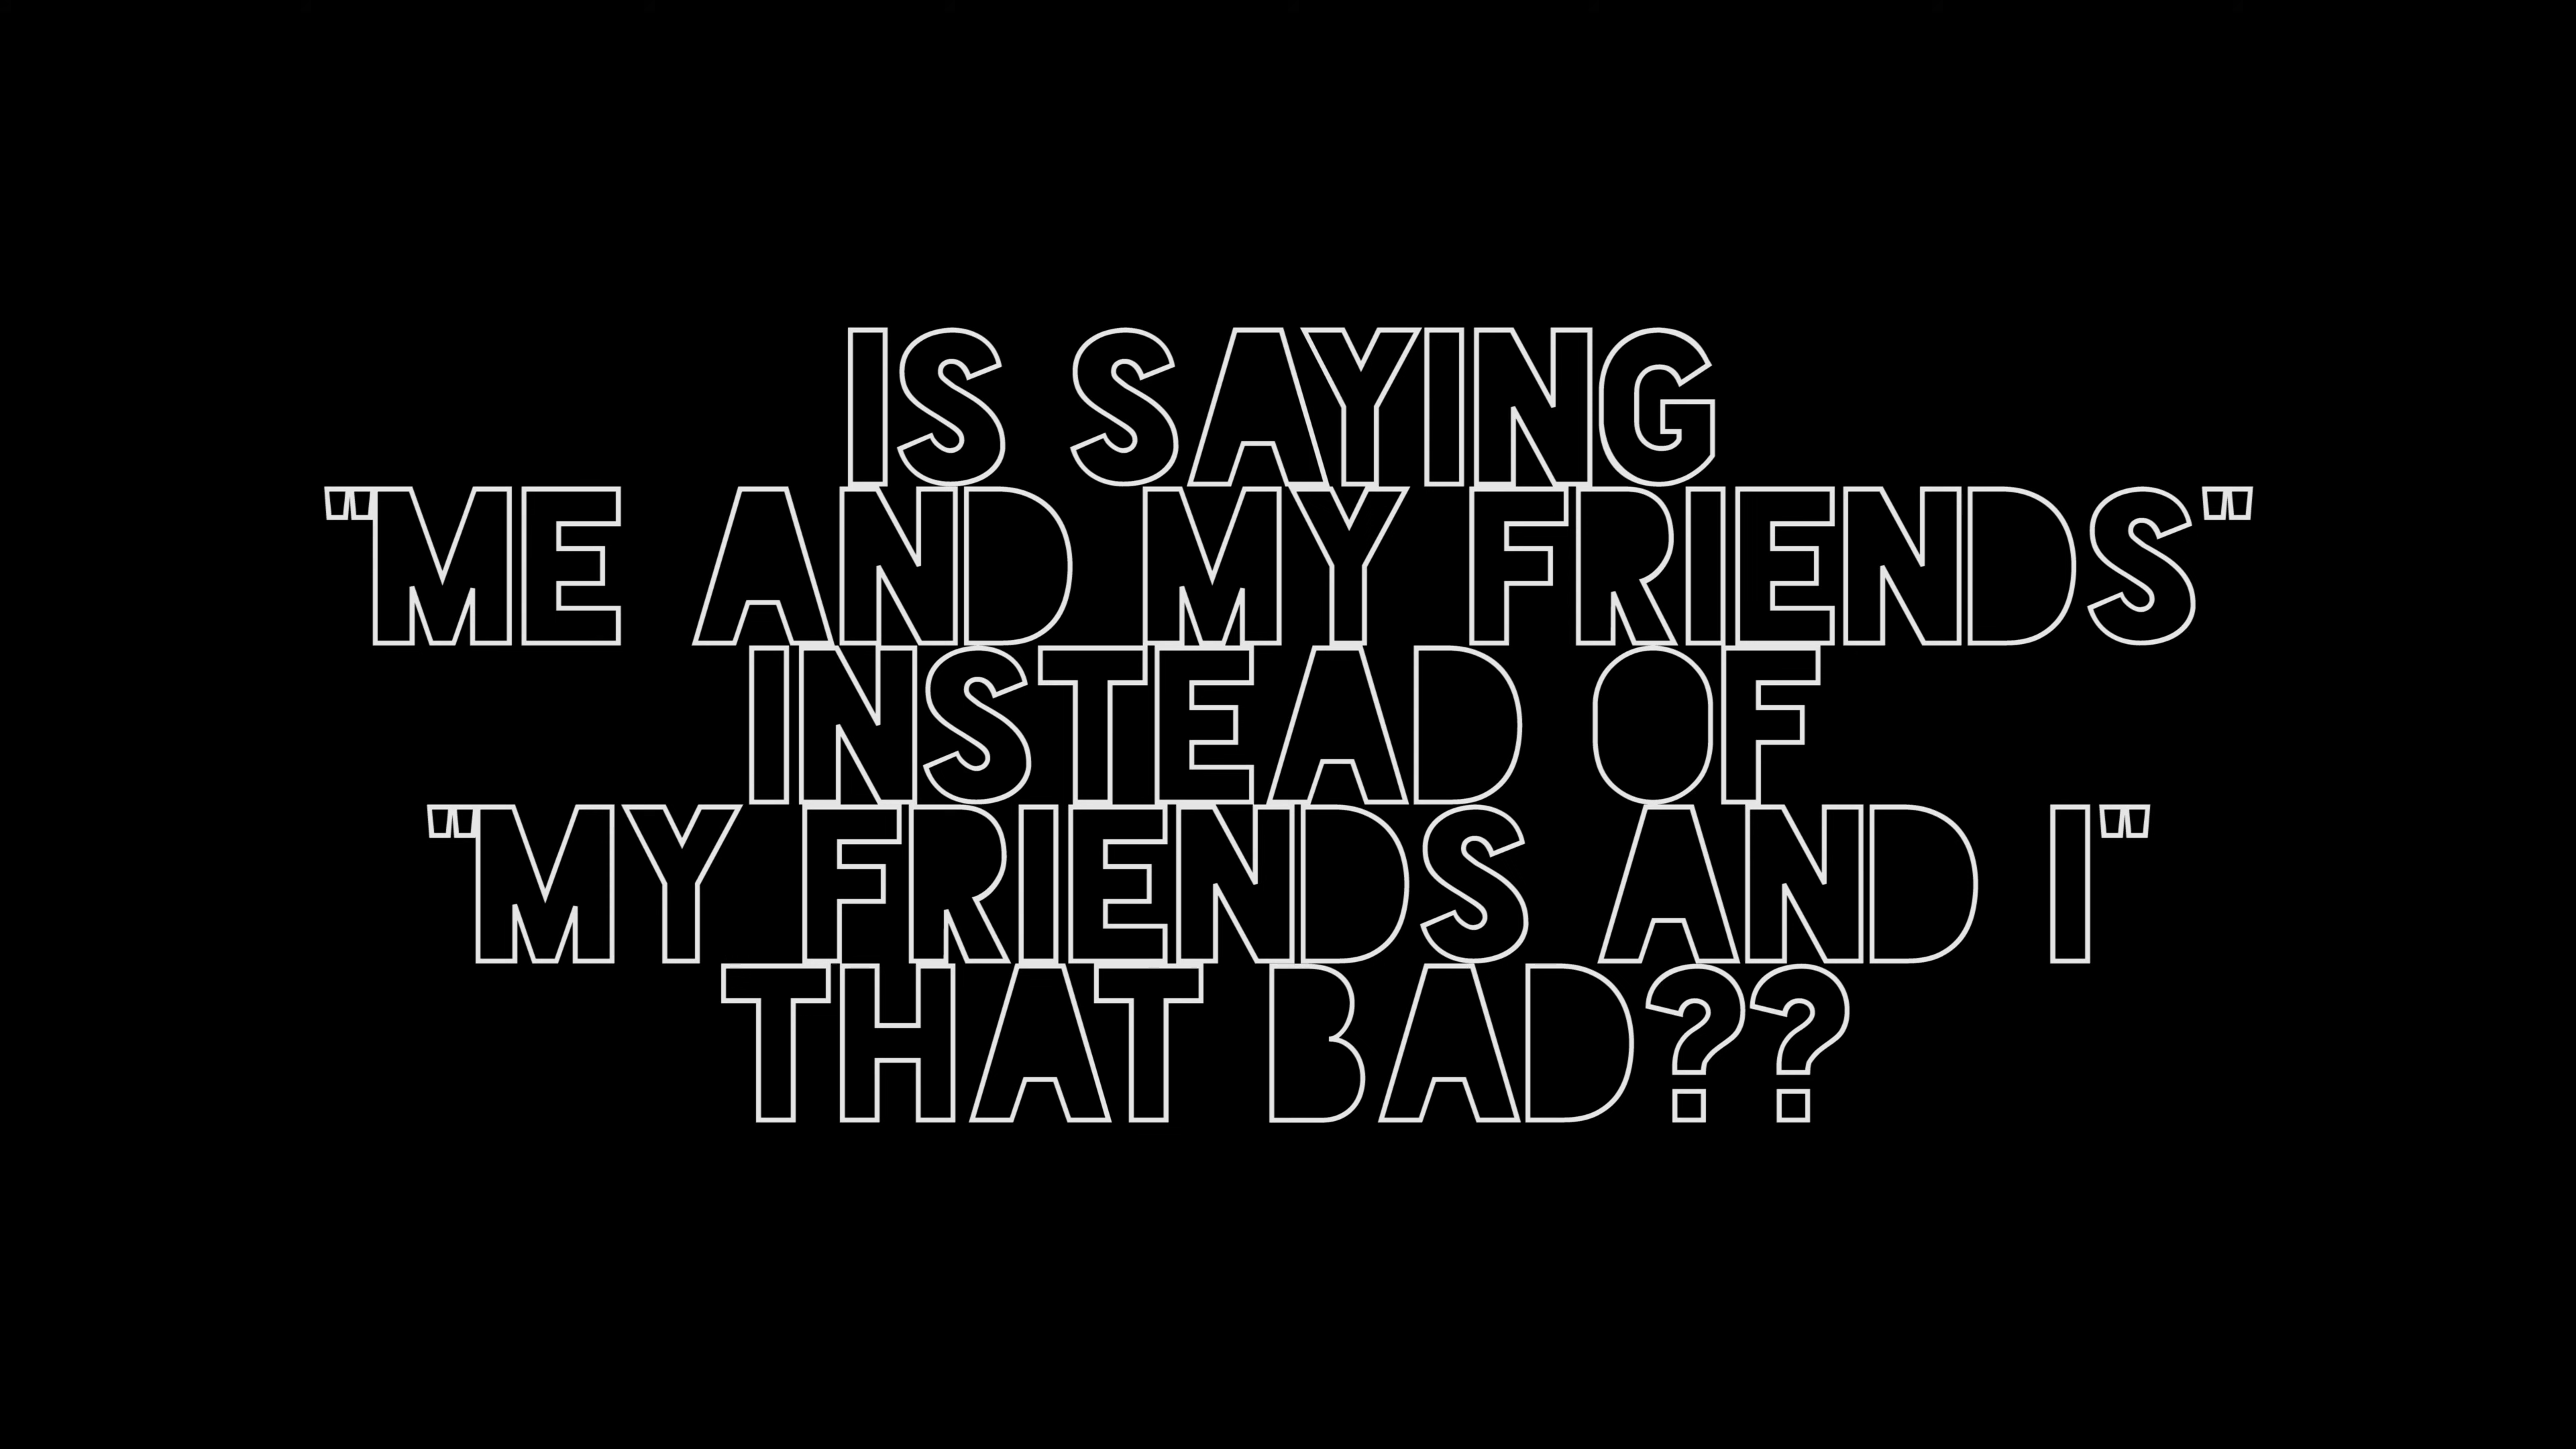 IS SAYING
"ME AND MY FRIENDS"
INSTEAD OF
"MY FRIENDS AND I"
THAT BAD??